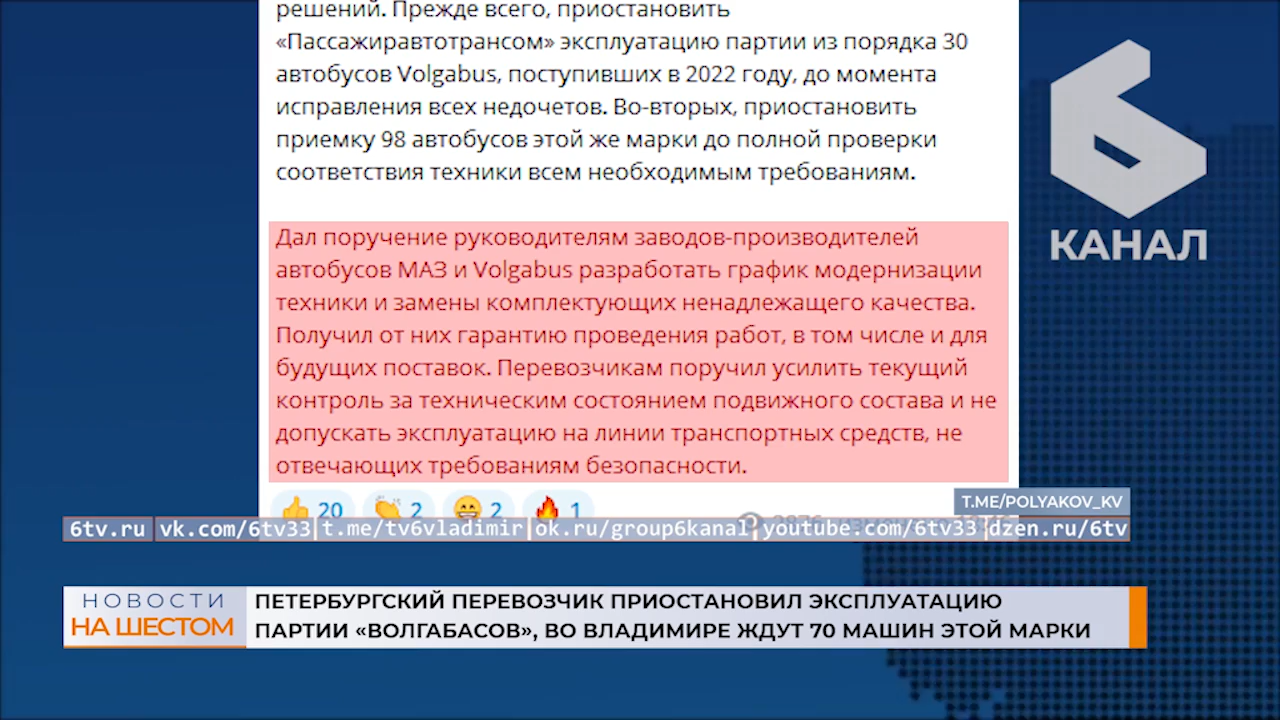 решений. Прежде всего, приостановить
«Пассажиравтотрансом» эксплуатацию партии из порядка 30
автобусов Volgabus, поступивших в 2022 году, до момента
исправления всех недочетов. Во-вторых, приостановить
приемку 98 автобусов этой же марки до полной проверки
соответствия техники всем необходимым требованиям.
Дал поручение руководителям заводов-производителей
автобусов МАЗ и Volgabus разработать график модернизации
техники и замены комплектующих ненадлежащего качества.
Получил от них гарантию проведения работ, в том числе и для
будущих поставок. Перевозчикам поручил усилить текущий
контроль за техническим состоянием подвижного состава и не
допускать эксплуатацию на линии транспортных средств, не
отвечающих требованиям безопасности.
20 2 2 1
6
КАНАЛ
T.ME/POLYAKOV_KV
6tv.ru vk.com/6tv33 t.me/tv6vladimir ok.ru/group6kanal youtube.com/6tv33 dzen.ru/6tv
НОВОСТИ
НА ШЕСТОМ
ПЕТЕРБУРГСКИЙ ПЕРЕВОЗЧИК ПРИОСТАНОВИЛ ЭКСПЛУАТАЦИЮ
ПАРТИИ «ВОЛГАБАСОВ», ВО ВЛАДИМИРЕ ЖДУТ 70 МАШИН ЭТОЙ МАРКИ